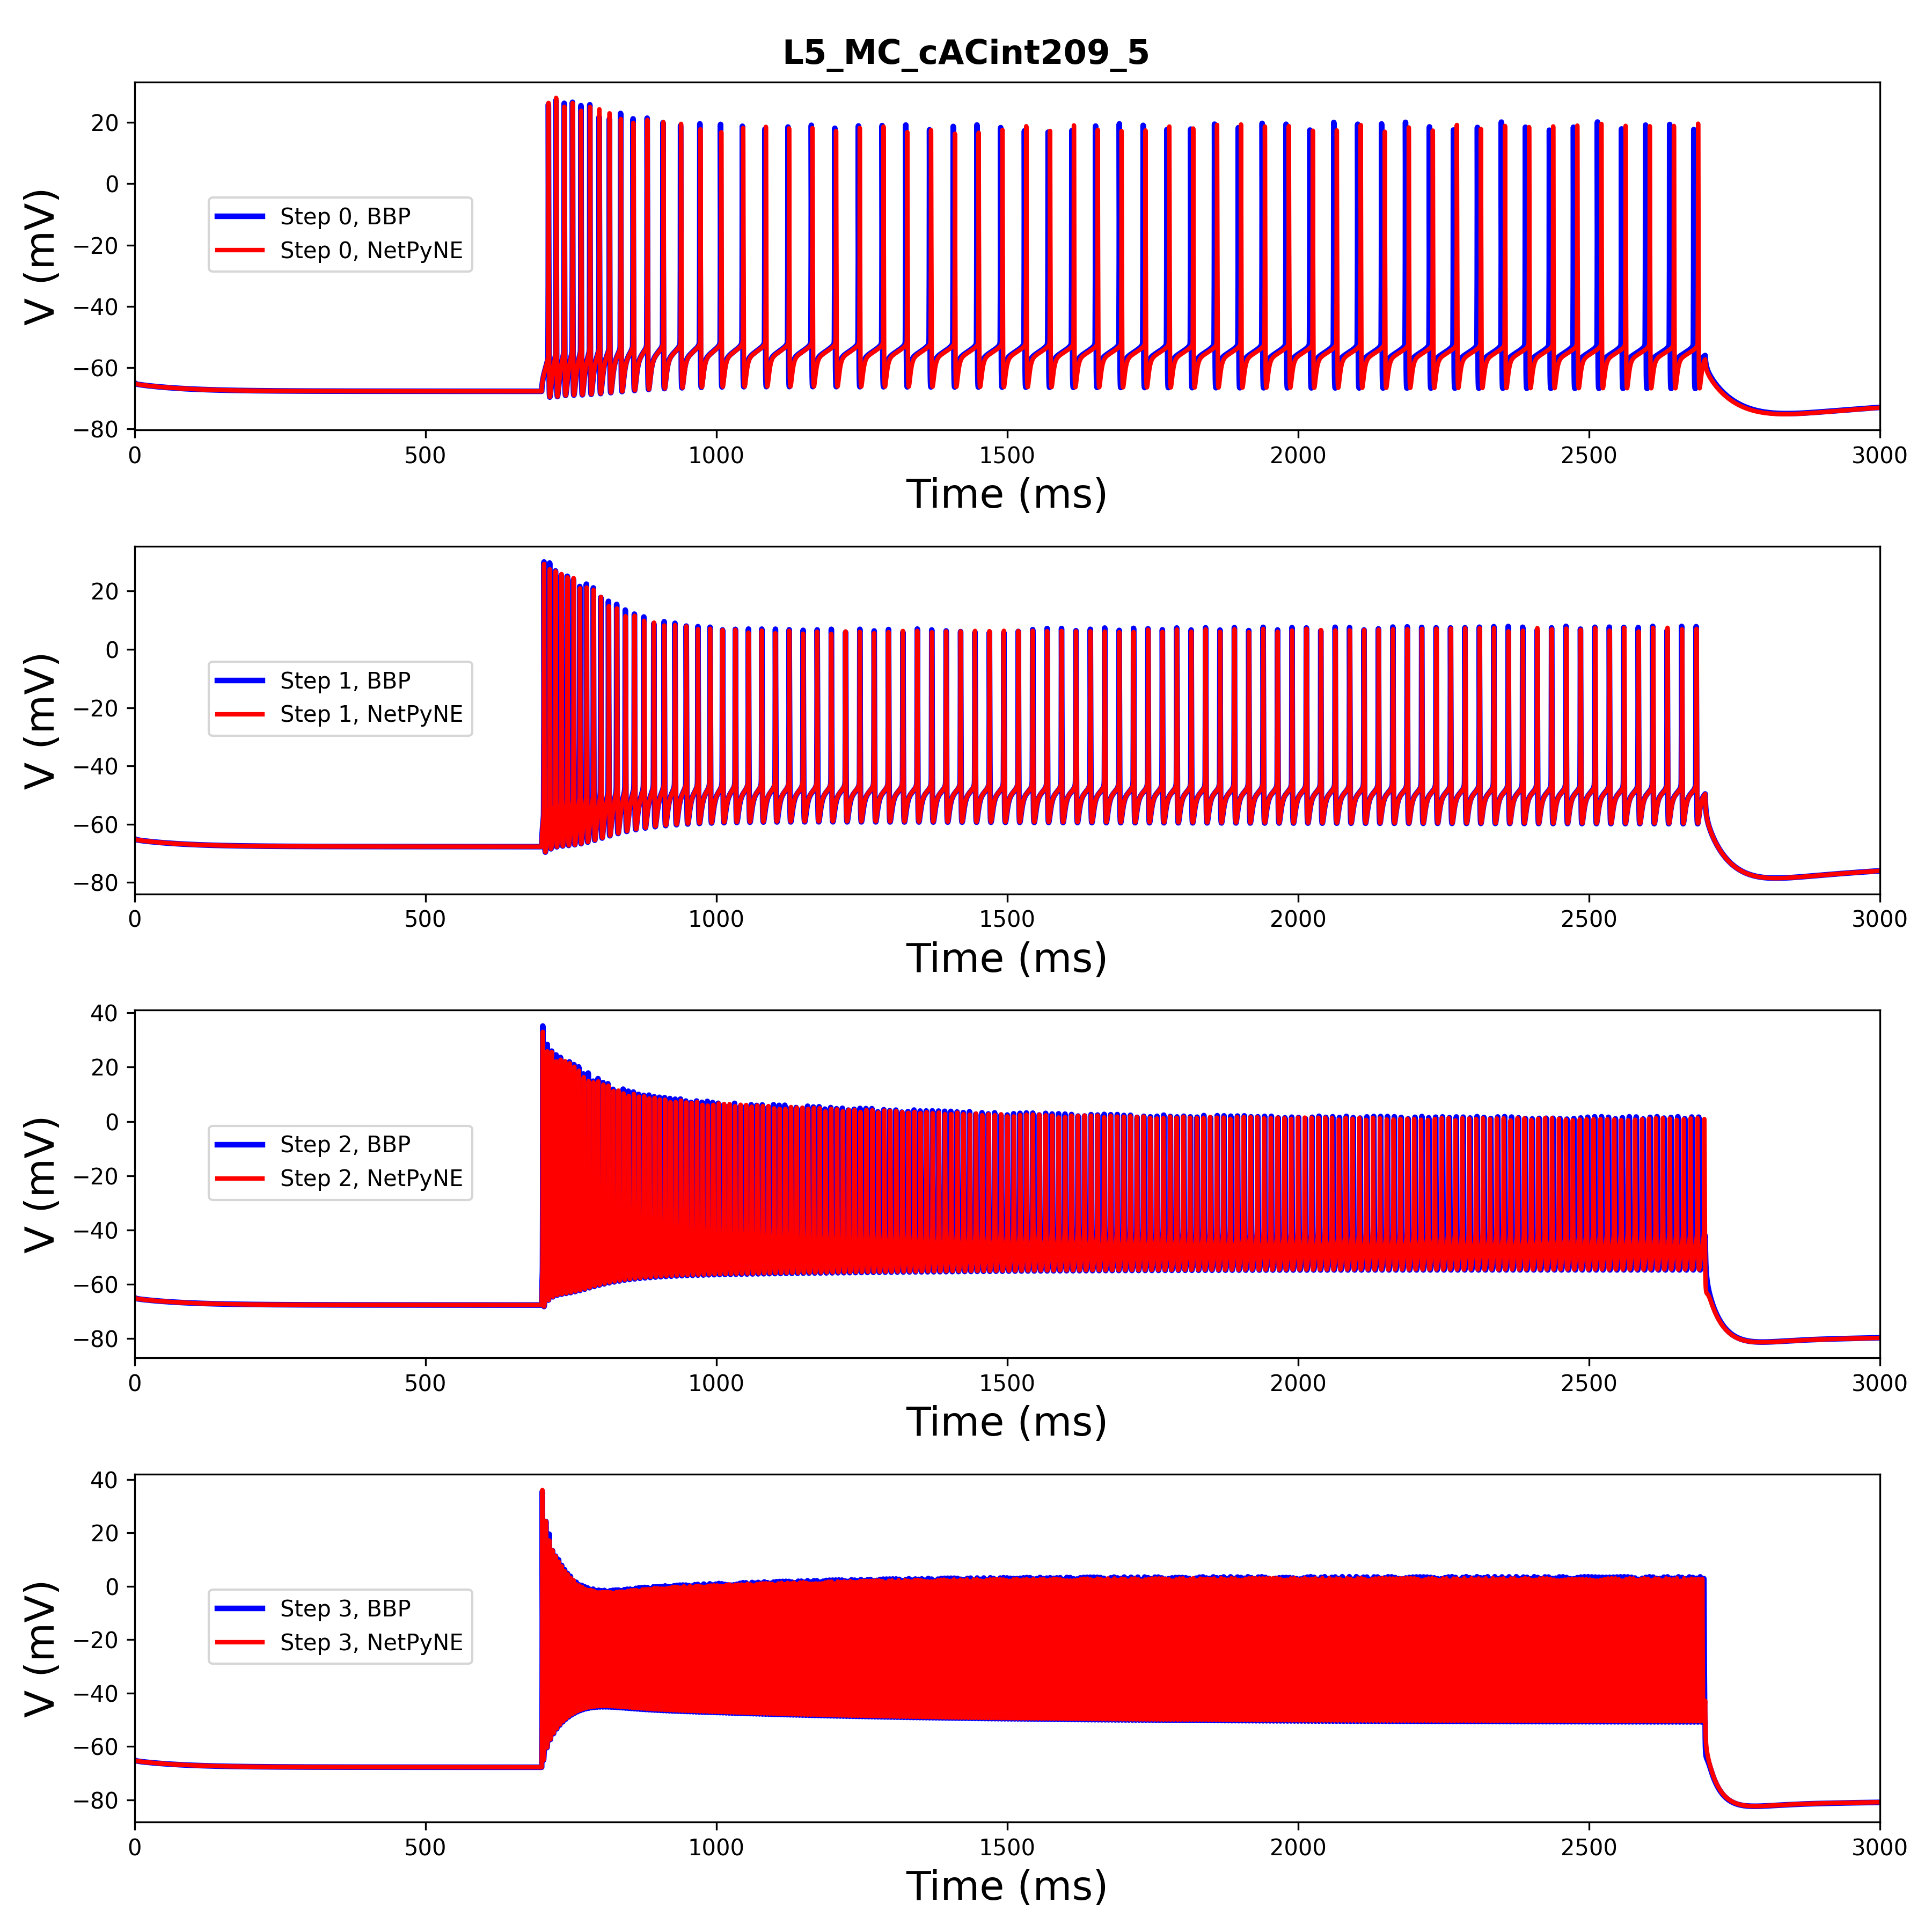 L5_MC_cACint209_5
20
0
−20
−40
−60
−80
V (mV)
Step 0, BBP
Step 0, NetPyNE
0 500 1000 1500 2000 2500 3000
Time (ms)
20
0
−20
−40
−60
−80
V (mV)
Step 1, BBP
Step 1, NetPyNE
0 500 1000 1500 2000 2500 3000
Time (ms)
40
20
0
−20
−40
−60
−80
V (mV)
Step 2, BBP
Step 2, NetPyNE
0 500 1000 1500 2000 2500 3000
Time (ms)
40
20
0
−20
−40
−60
−80
V (mV)
Step 3, BBP
Step 3, NetPyNE
0 500 1000 1500 2000 2500 3000
Time (ms)